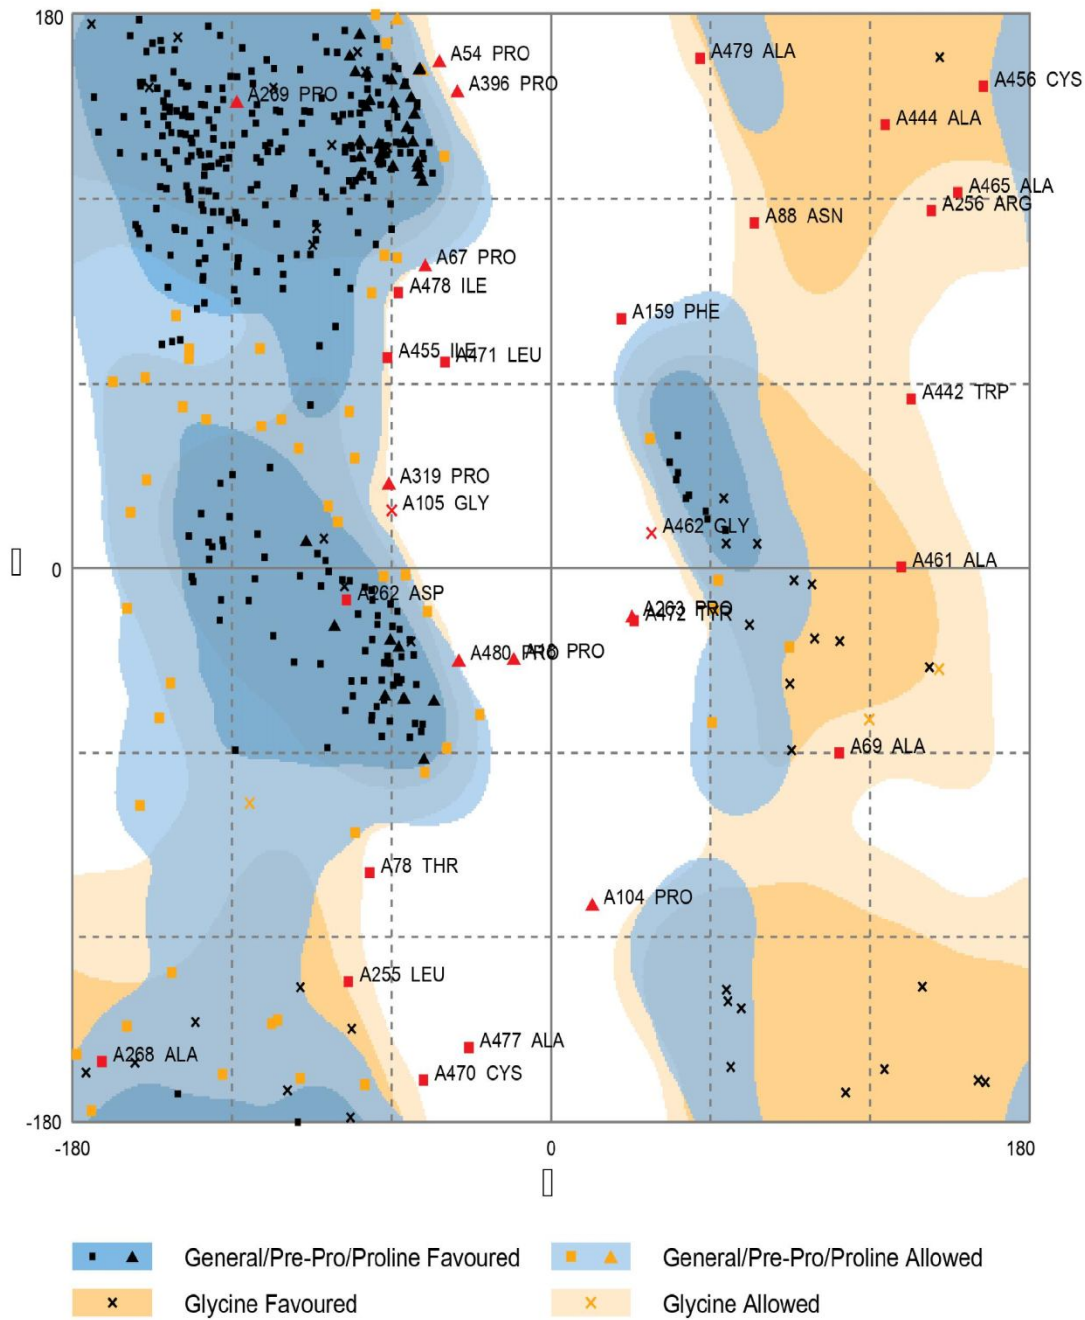 180
A54 PRO
A479 ALA
A396 PRO
A456 CYS
A269 PRO
A444 ALA
A465 ALA
A256 ARG
A88 ASN
A67 PRO
A478 ILE
A159 PHE
A455 ILE
A471 LEU
A442 TRP
A319 PRO
A105 GLY
A462 GLY
0
A461 ALA
A262 ASP
A263 PRO
A472 TYR
A480 PRO
A16 PRO
A69 ALA
A78 THR
A104 PRO
A255 LEU
A477 ALA
A268 ALA
A470 CYS
-180
-180 0 180
General/Pre-Pro/Proline Favoured General/Pre-Pro/Proline Allowed
Glycine Favoured Glycine Allowed